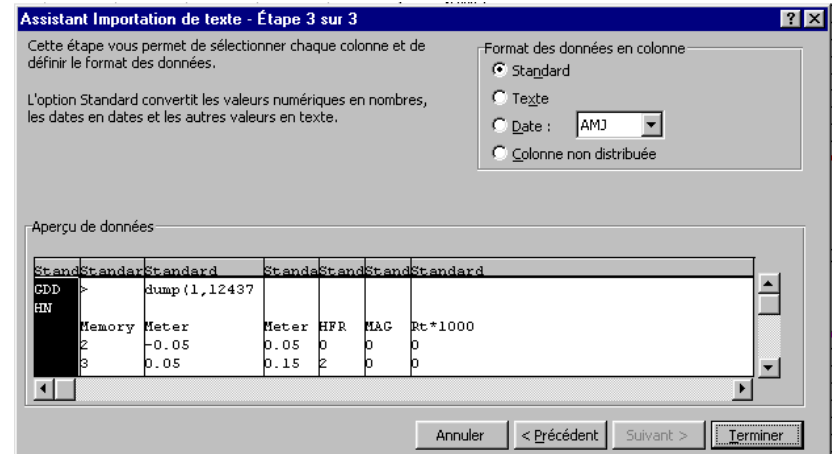 Assistant Importation de texte - Étape 3 sur 3
Cette étape vous permet de sélectionner chaque colonne et de
définir le format des données.
L'option Standard convertit les valeurs numériques en nombres,
les dates en dates et les autres valeurs en texte.
Format des données en colonne
Standard
Texte
Date : AMJ
Colonne non distribuée
Aperçu de données
Stand Standar Standard Standa Stand Stand Standard
GDD > dump(1,12437
HN
Memory Meter Meter HFR MAG Rt*1000
2 -0.05 0.05 0 0 0
3 0.05 0.15 2 0 0
Annuler < Précédent Suivant > Terminer